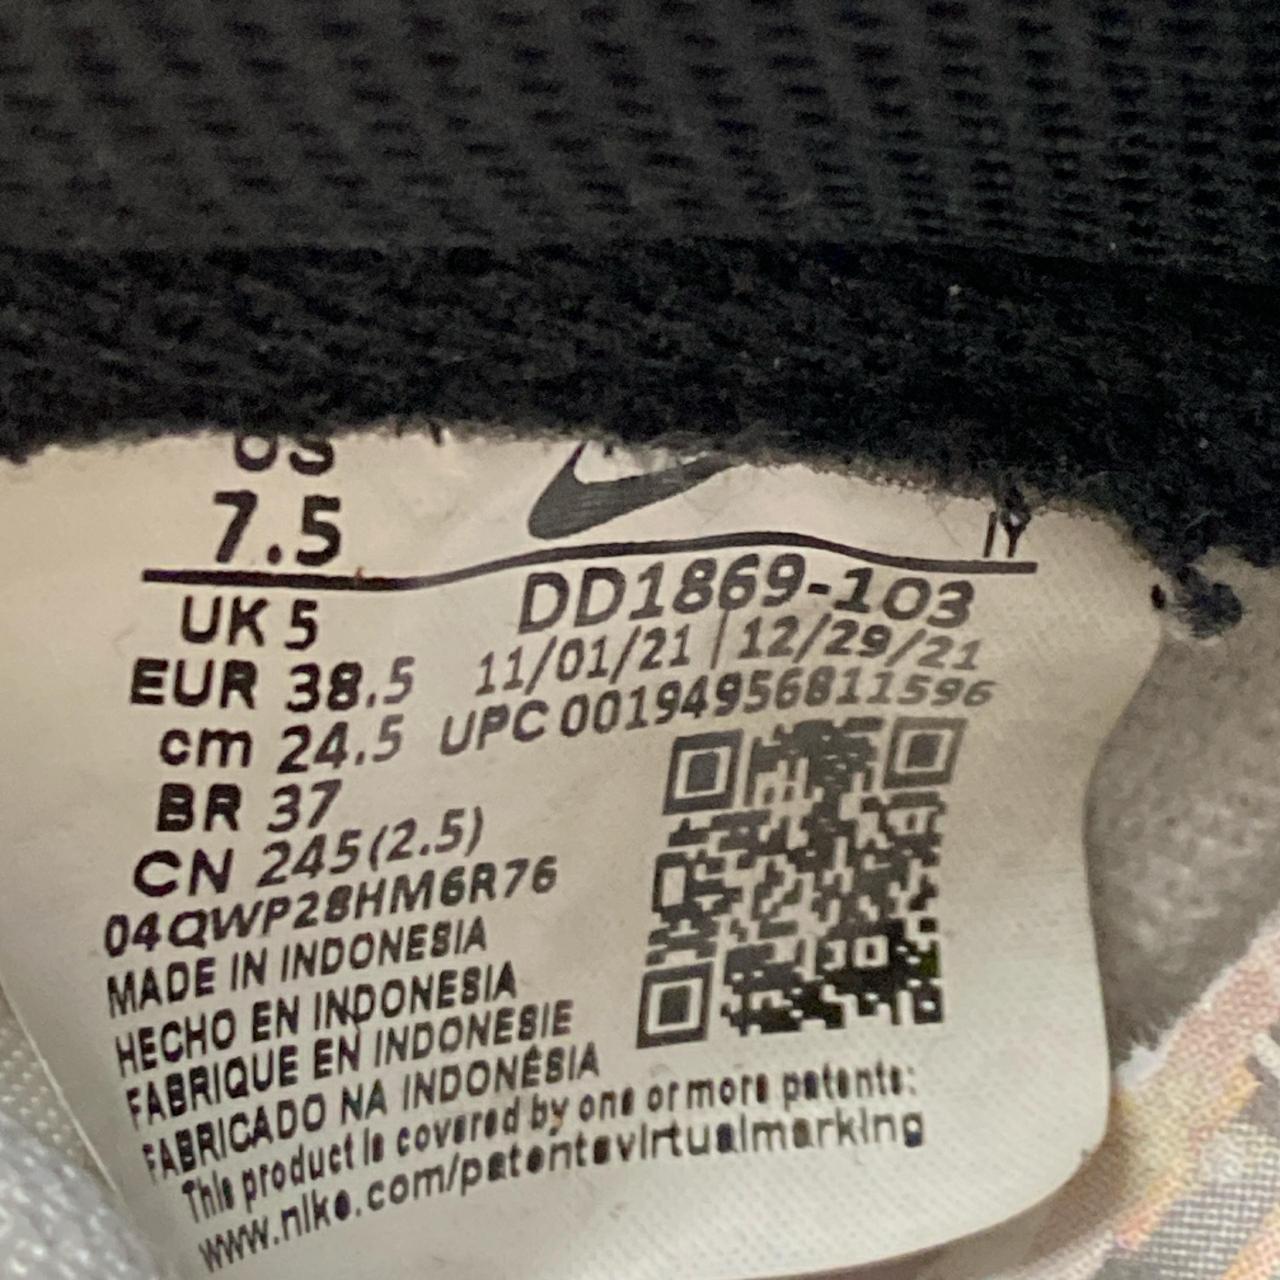 US
7.5
IY
UK 5
DD1869-103
EUR 38.5
11/01/21 | 12/29/21
cm 24.5
UPC 00194956811596
BR 37
CN 245(2.5)
04QWP28HM6R76
MADE IN INDONESIA
HECHO EN INDONESIA
FABRIQUE EN INDONESIE
FABRICADO NA INDONÉSIA
This product is covered by one or more patents:
www.nike.com/patentsvirtualmarking